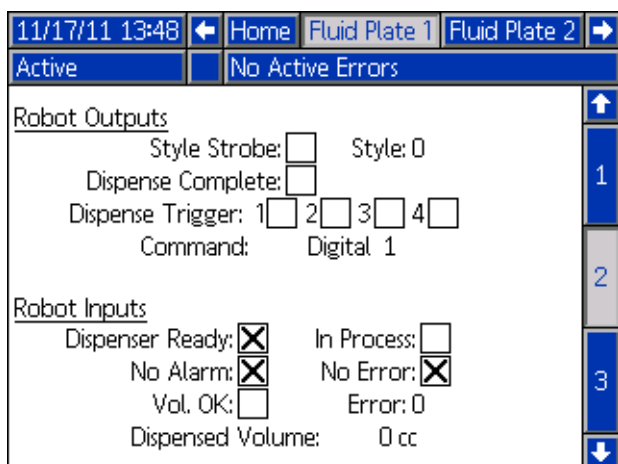 11/17/11 13:48 Home Fluid Plate 1 Fluid Plate 2
Active No Active Errors
Robot Outputs
Style Strobe: Style: 0
Dispense Complete:
Dispense Trigger: 1 2 3 4
Command: Digital 1
Robot Inputs
Dispenser Ready: In Process:
No Alarm: No Error:
Vol. OK: Error: 0
Dispensed Volume: 0 cc
1
2
3